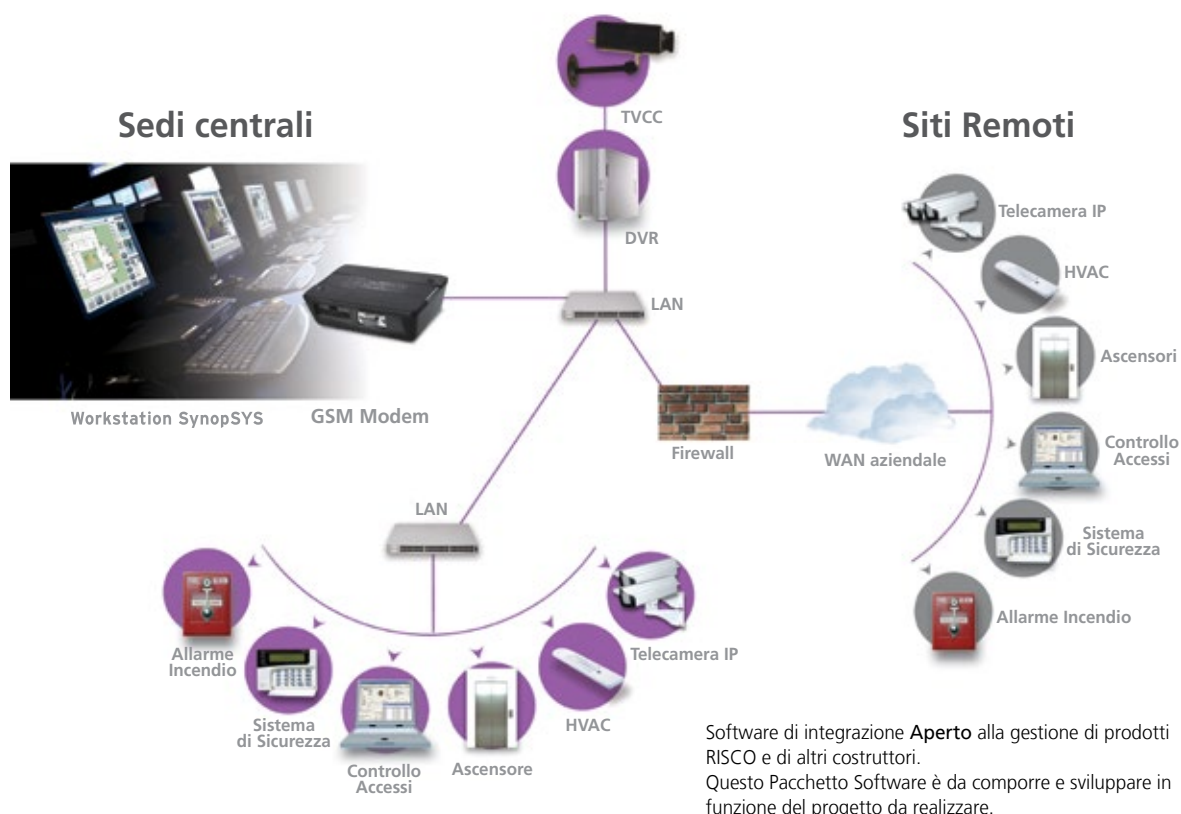 TVCC
Sedi centrali
Siti Remoti
DVR
Telecamera IP
HVAC
LAN
Ascensori
Workstation SynopSYS
GSM Modem
Firewall
WAN aziendale
Controllo
Accessi
LAN
Sistema
di Sicurezza
Allarme Incendio
Allarme
Incendio
Sistema
di Sicurezza
Controllo
Accessi
Ascensore
HVAC
Telecamera IP
Software di integrazione Aperto alla gestione di prodotti
RISCO e di altri costruttori.
Questo Pacchetto Software è da comporre e sviluppare in
funzione del progetto da realizzare.